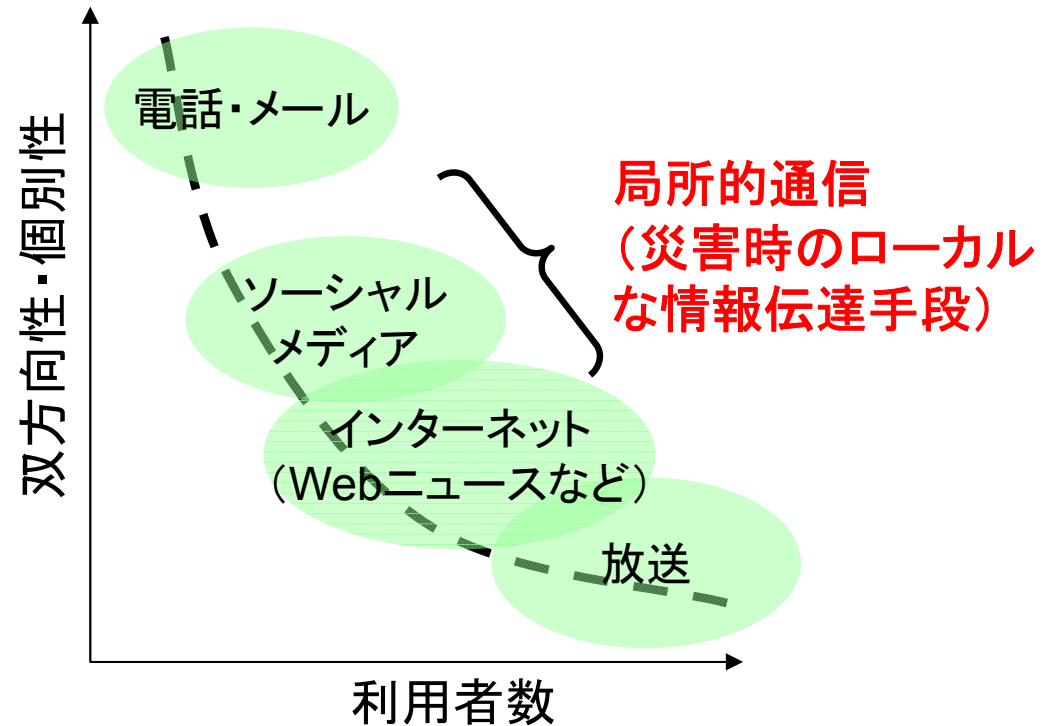 双方向性・個別性
電話・メール
局所的通信
（災害時のローカル
な情報伝達手段）
ソーシャル
メディア
インターネット
（Webニュースなど）
放送
利用者数